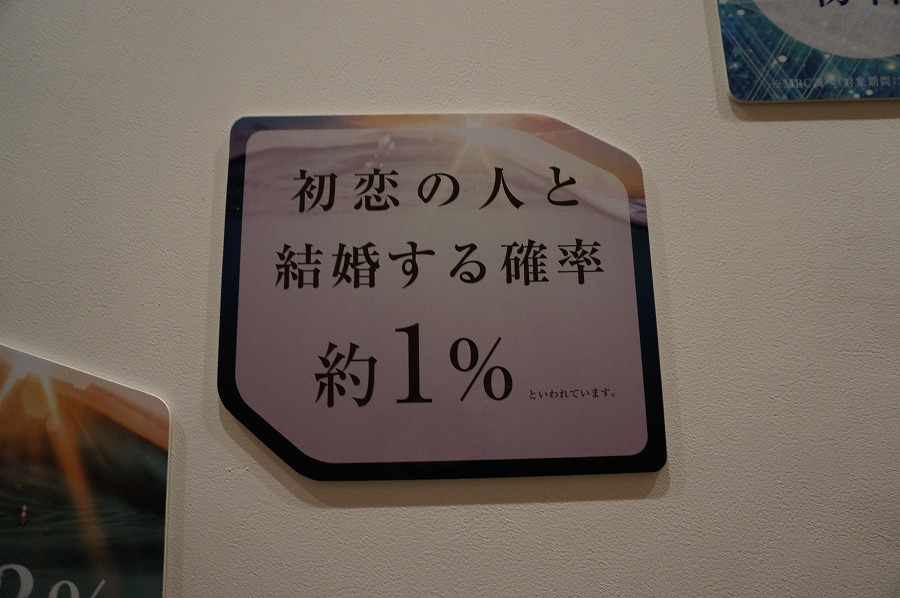 初恋の人と
結婚する確率
約1%
といわれています。